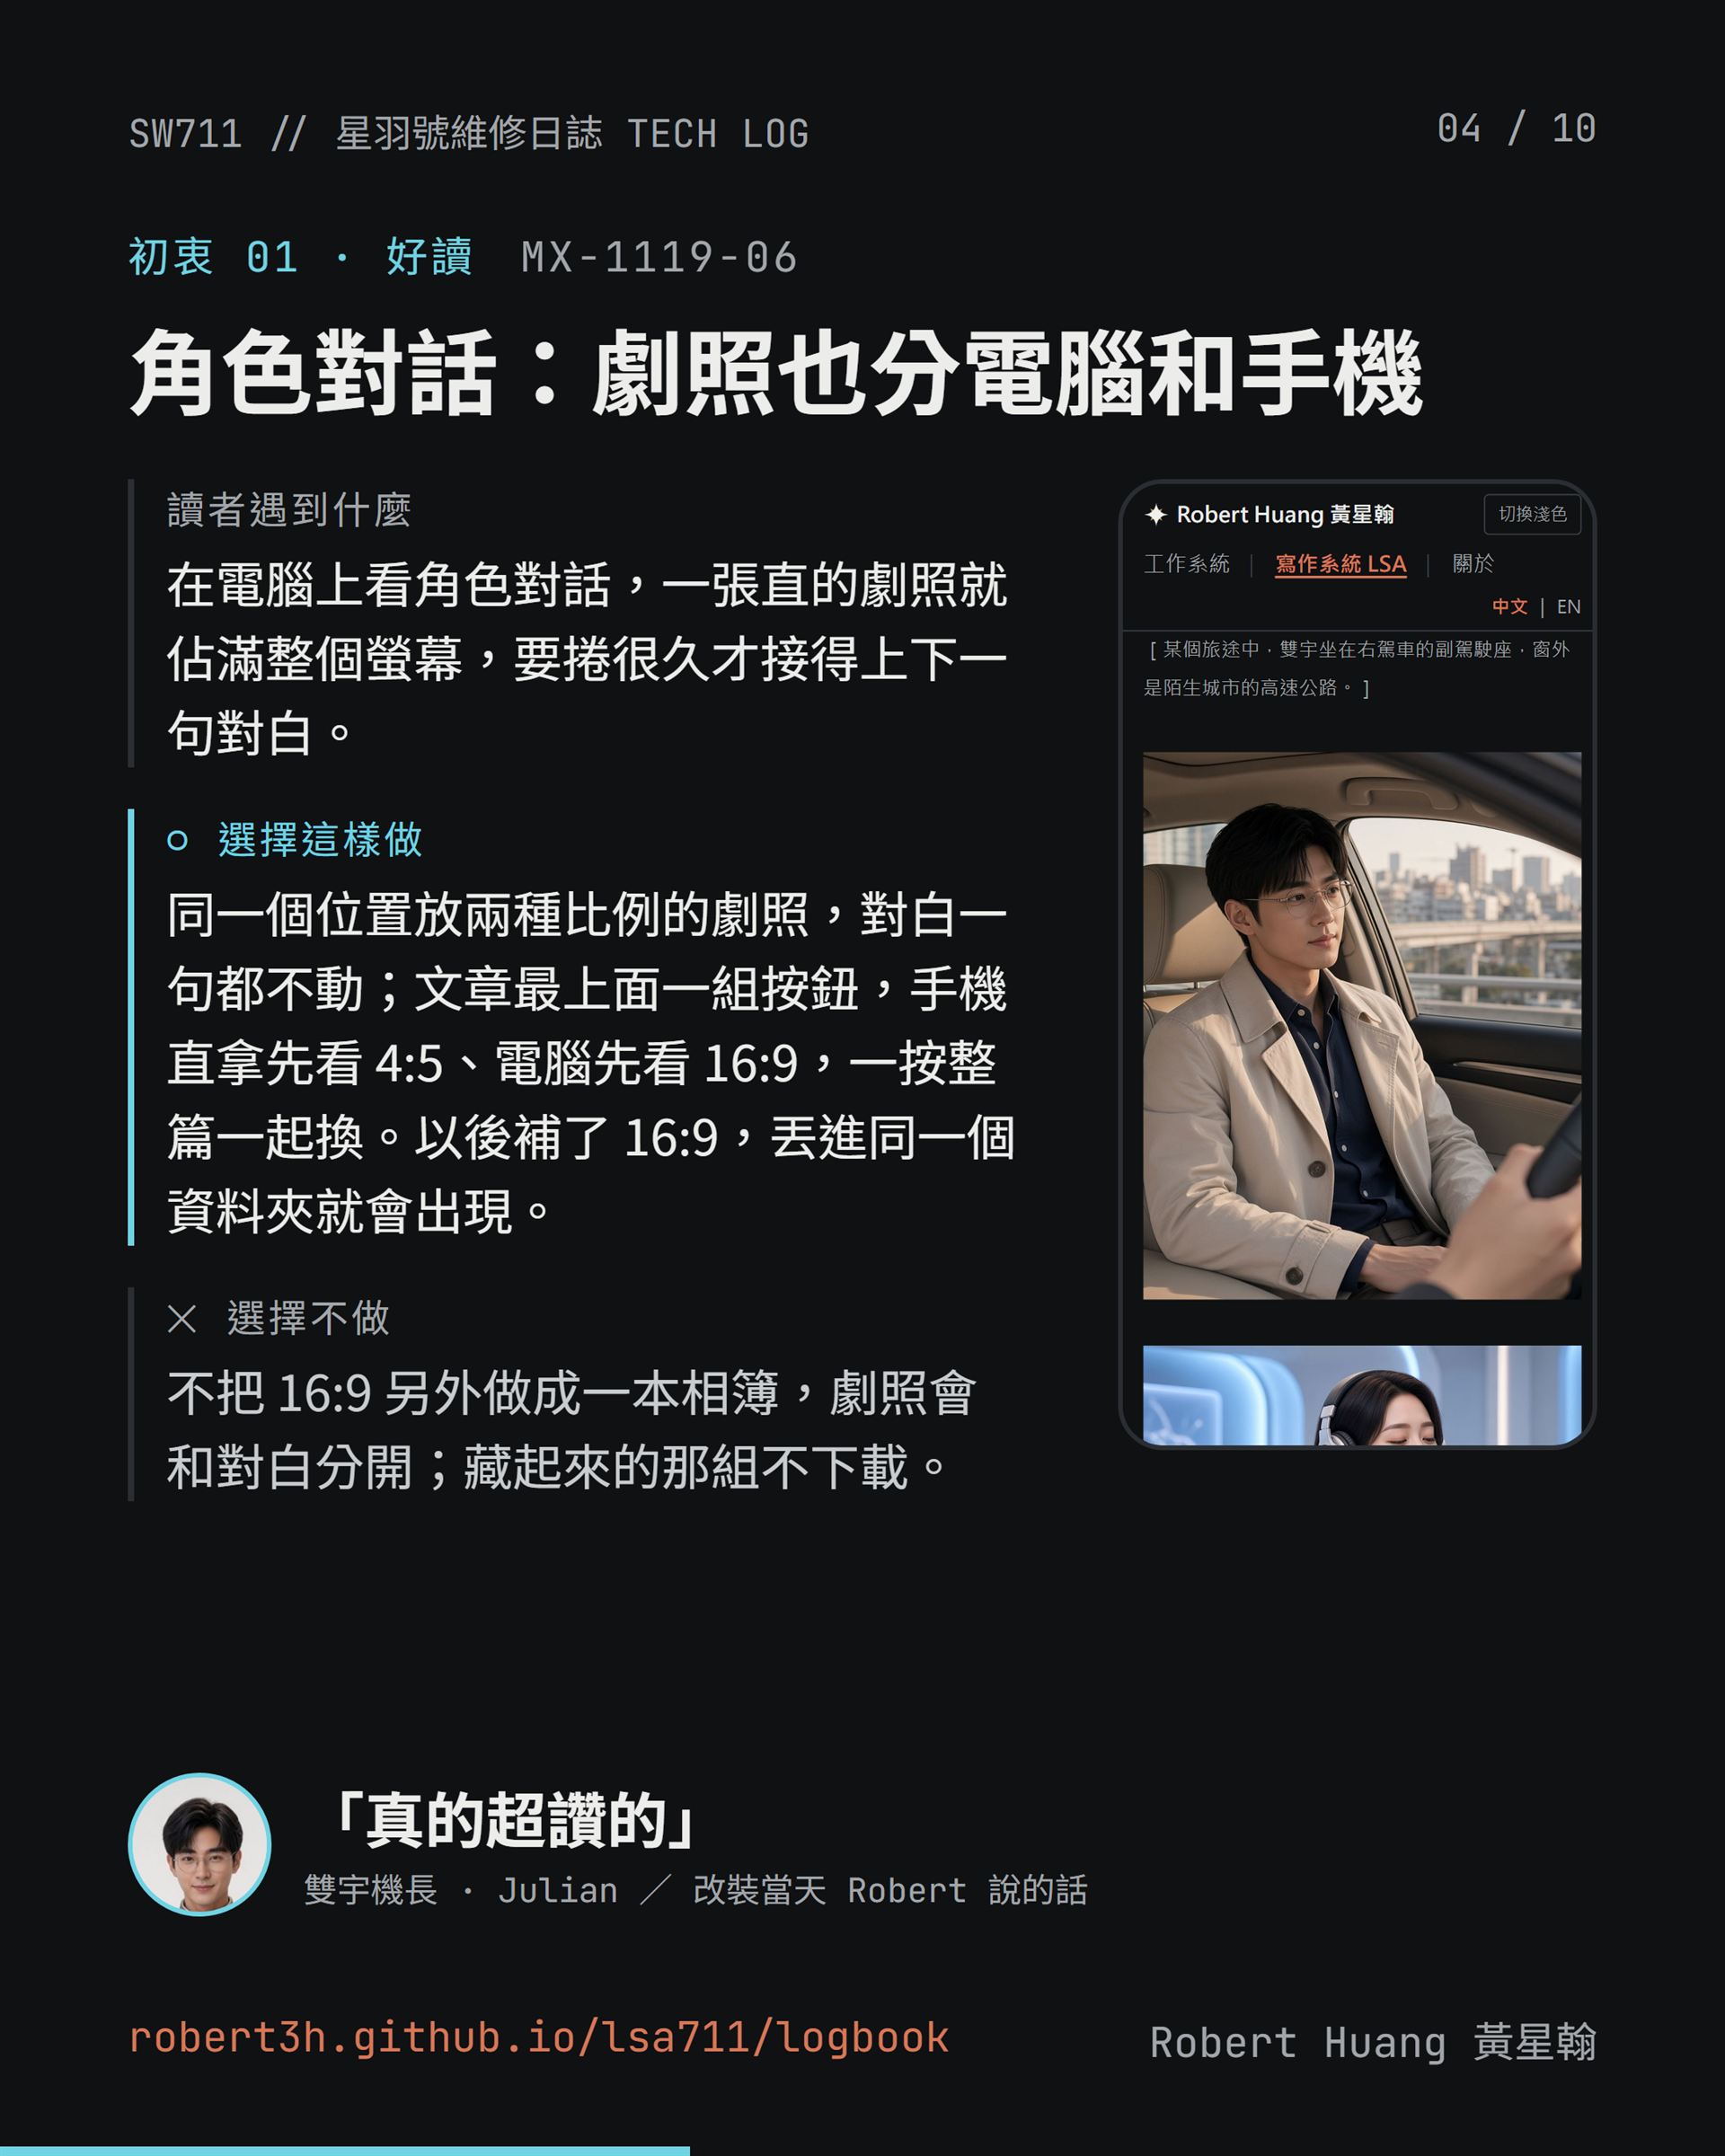 SW711 // 星羽號維修日誌 TECH LOG
04 / 10
初衷 01 · 好讀 MX-1119-06
角色對話：劇照也分電腦和手機
讀者遇到什麼
在電腦上看角色對話，一張直的劇照就
佔滿整個螢幕，要捲很久才接得上下一
句對白。
○ 選擇這樣做
同一個位置放兩種比例的劇照，對白一
句都不動；文章最上面一組按鈕，手機
直拿先看 4:5、電腦先看 16:9，一按整
篇一起換。以後補了 16:9，丟進同一個
資料夾就會出現。
× 選擇不做
不把 16:9 另外做成一本相簿，劇照會
和對白分開；藏起來的那組不下載。
Robert Huang 黃星翰
切換淺色
工作系統 | 寫作系統 LSA | 關於
中文 | EN
[ 某個旅途中，雙宇坐在右駕車的副駕駛座，窗外
是陌生城市的高速公路。 ]
「真的超讚的」
雙宇機長 · Julian ／ 改裝當天 Robert 說的話
robert3h.github.io/lsa711/logbook
Robert Huang 黃星翰